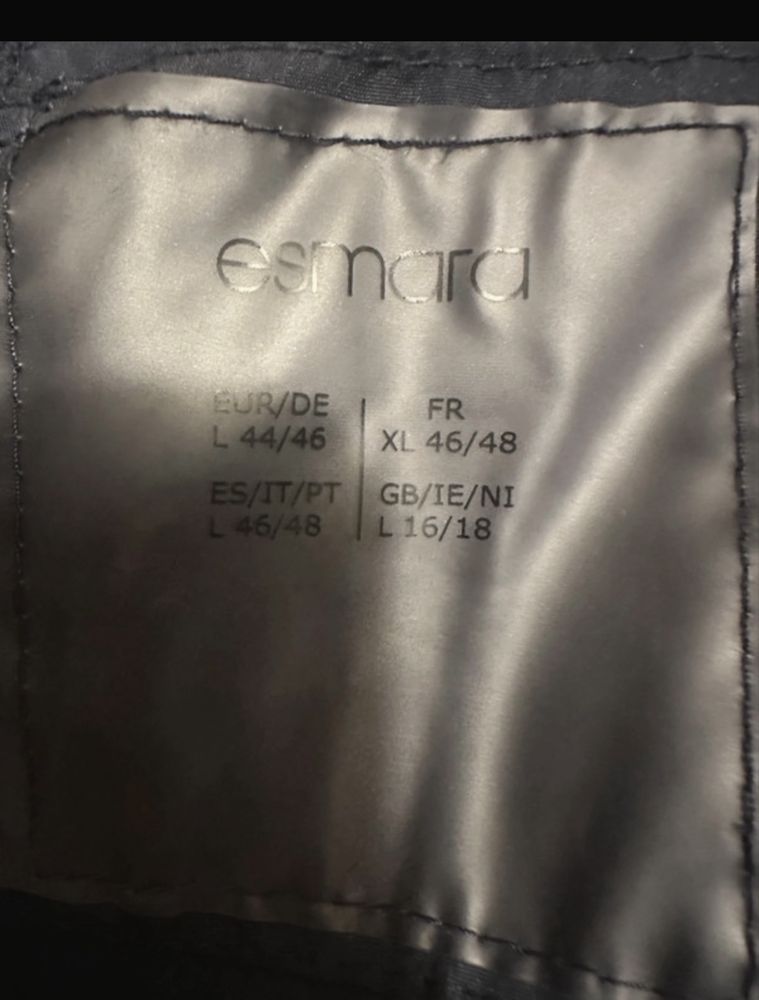 esmara
EUR/DE
L 44/46
FR
XL 46/48
ES/IT/PT
L 46/48
GB/IE/NI
L 16/18